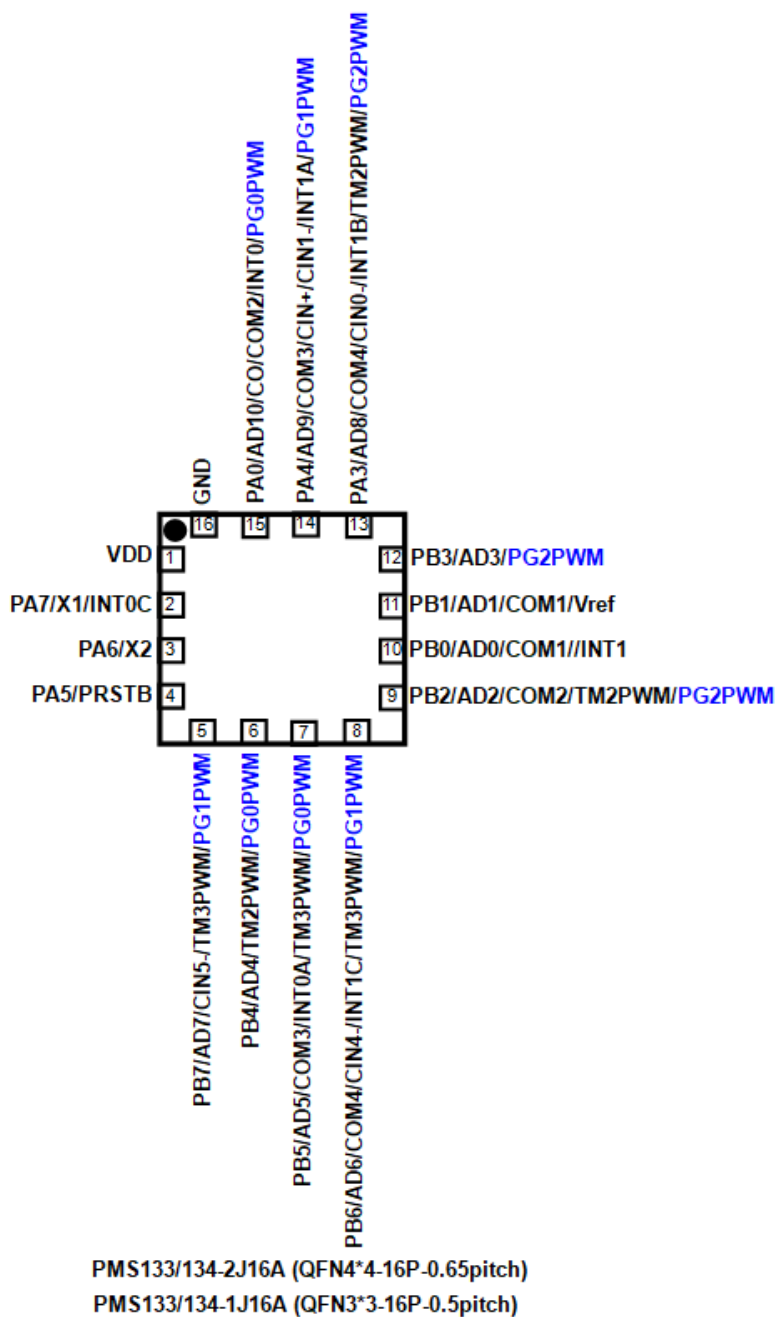 PA0/AD10/CO/COM2/INT0/PG0PWM
PA4/AD9/COM3/CIN+/CIN1-/INT1A/PG1PWM
PA3/AD8/COM4/CIN0-/INT1B/TM2PWM/PG2PWM
GND
16
15
14
13
VDD
1
12
PB3/AD3/PG2PWM
PA7/X1/INT0C
2
11
PB1/AD1/COM1/Vref
PA6/X2
3
10
PB0/AD0/COM1//INT1
PA5/PRSTB
4
9
PB2/AD2/COM2/TM2PWM/PG2PWM
5
6
7
8
PB7/AD7/CIN5-/TM3PWM/PG1PWM
PB4/AD4/TM2PWM/PG0PWM
PB5/AD5/COM3/INT0A/TM3PWM/PG0PWM
PB6/AD6/COM4/CIN4-/INT1C/TM3PWM/PG1PWM
PMS133/134-2J16A (QFN4*4-16P-0.65pitch)
PMS133/134-1J16A (QFN3*3-16P-0.5pitch)